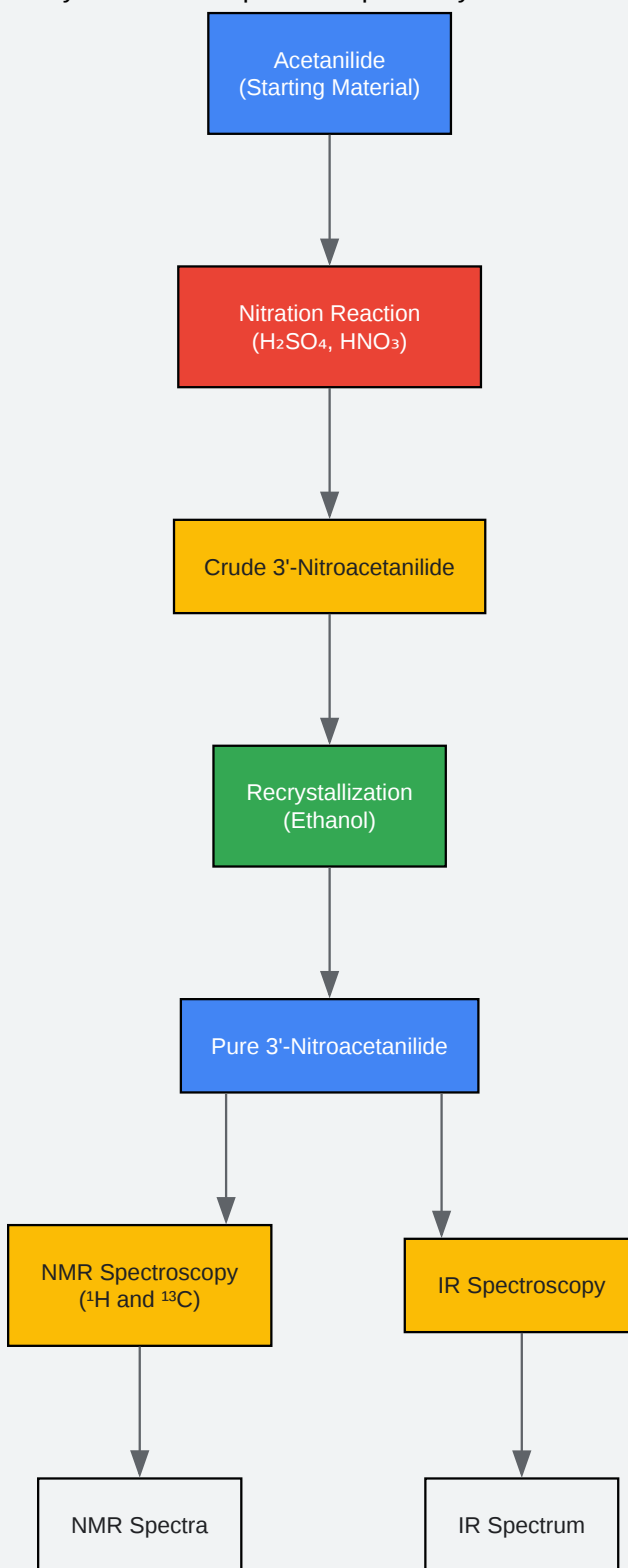 Acetanilide
(Starting Material)
Nitration Reaction
(H₂SO₄, HNO₃)
Crude 3'-Nitroacetanilide
Recrystallization
(Ethanol)
Pure 3'-Nitroacetanilide
NMR Spectroscopy
(¹H and ¹³C)
IR Spectroscopy
NMR Spectra
IR Spectrum